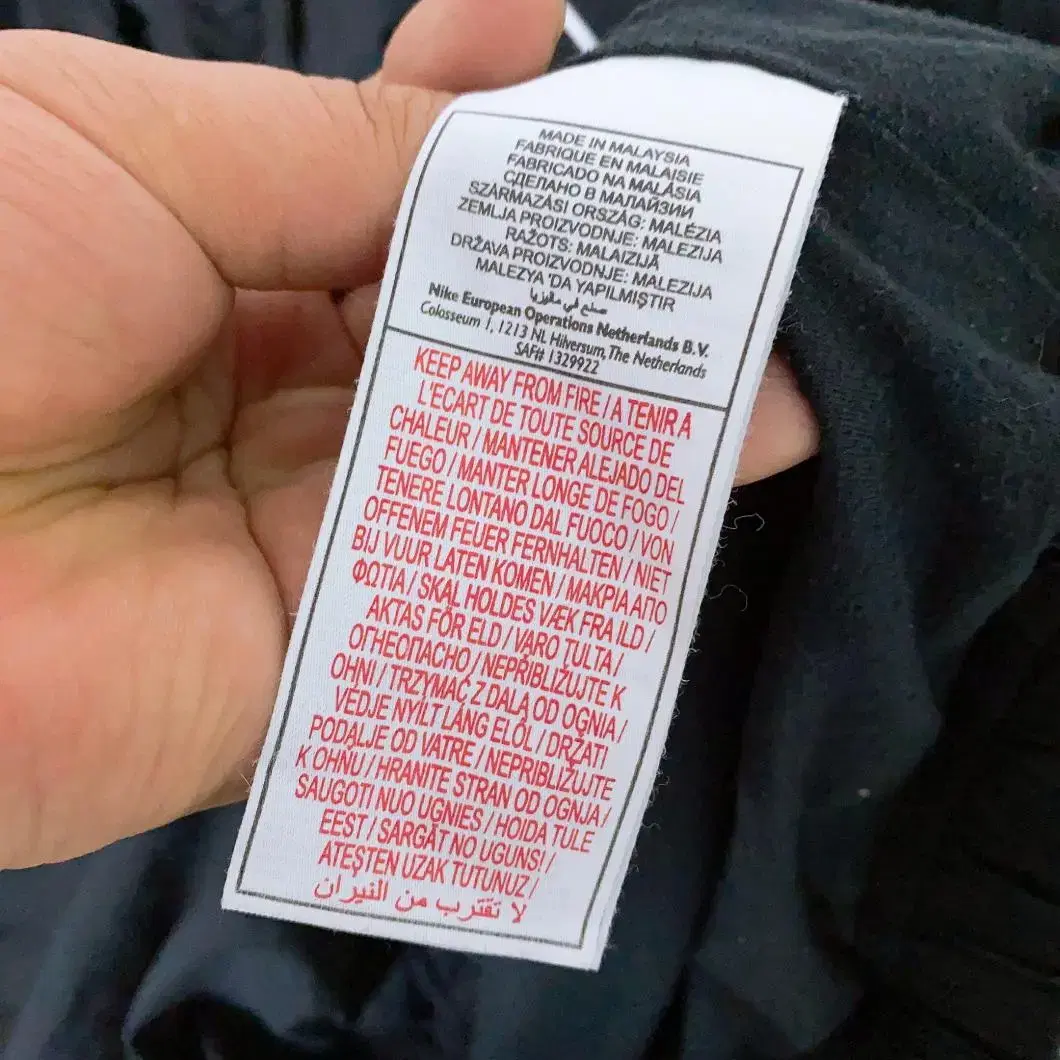 MADE IN MALAYSIA
FABRIQUE EN MALAISIE
FABRICADO NA MALÁSIA
СДЕЛАНО В МАЛАЙЗИИ
SZÁRMAZÁSI ORSZÁG: MALÉZIA
ZEMLJA PROIZVODNJE: MALEZIJA
RAŽOTS: MALAIZIJĀ
DRŽAVA PROIZVODNJE: MALEZIJA
MALEZYA 'DA YAPILMIŞTIR
صنع في ماليزيا
Nike European Operations Netherlands B.V.
Colosseum 1, 1213 NL Hilversum, The Netherlands
SAF# 1329922
KEEP AWAY FROM FIRE / A TENIR A
L'ECART DE TOUTE SOURCE DE
CHALEUR / MANTENER ALEJADO DEL
FUEGO / MANTER LONGE DE FOGO /
TENERE LONTANO DAL FUOCO / VON
OFFENEM FEUER FERNHALTEN / NIET
BIJ VUUR LATEN KOMEN / ΜΑΚΡΙΑ ΑΠΟ
ΦΩΤΙΑ / SKAL HOLDES VÆK FRA ILD /
AKTAS FÖR ELD / VARO TULTA /
ОГНЕОПАСНО / NEPŘIBLIŽUJTE K
OHNI / TRZYMAĆ Z DALA OD OGNIA /
VÉDJE NYÍLT LÁNG ELŐL / DRŽATI
PODALJE OD VATRE / NEPRIBLIŽUJTE
K OHŇU / HRANITE STRAN OD OGNJA /
SAUGOTI NUO UGNIES / HOIDA TULE
EEST / SARGĀT NO UGUNS! /
ATEŞTEN UZAK TUTUNUZ /
لا تقترب من النيران